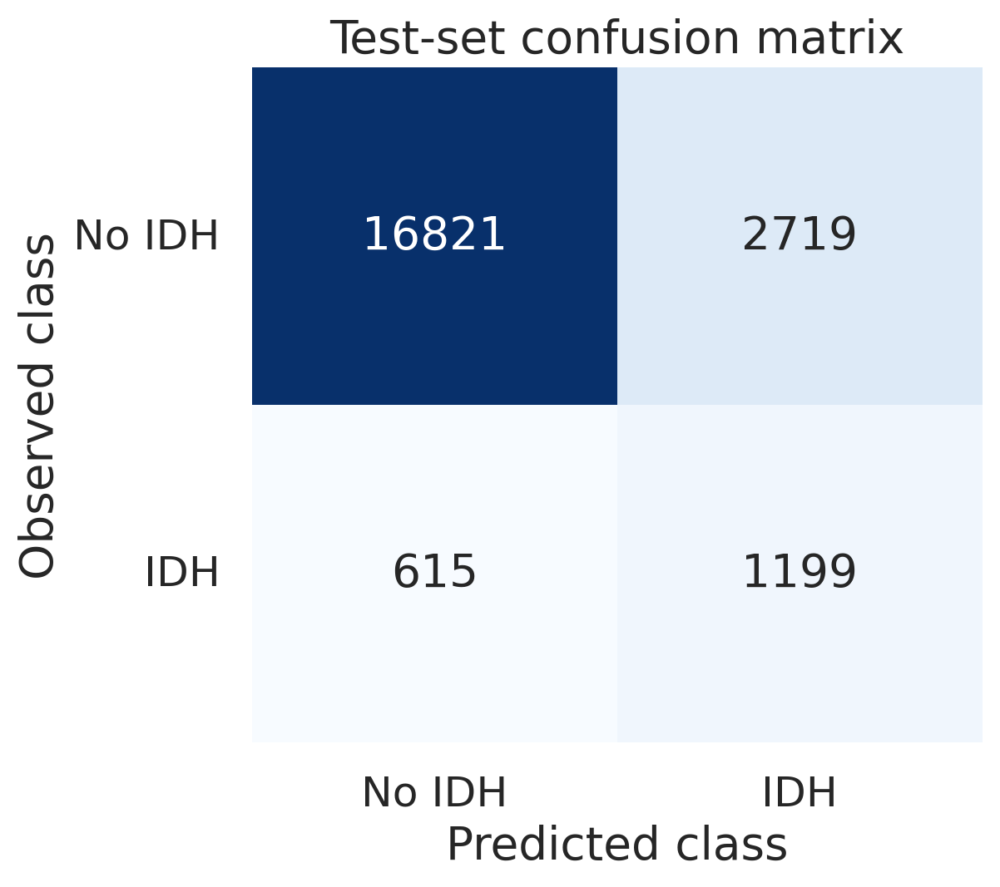 Test-set confusion matrix
Observed class
No IDH
16821
2719
IDH
615
1199
No IDH
IDH
Predicted class